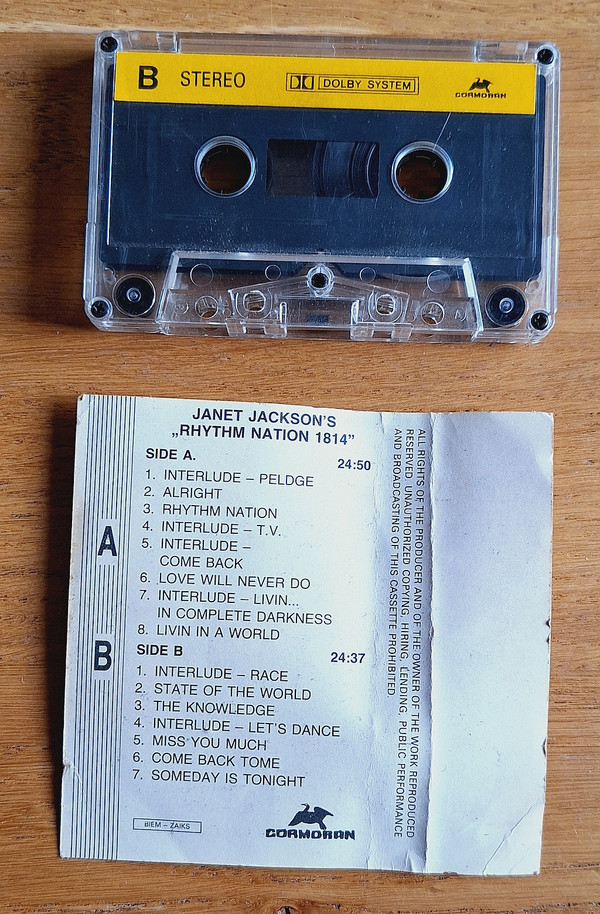 B STEREO DOLBY SYSTEM CORMORAN
JANET JACKSON'S
„RHYTHM NATION 1814”
SIDE A. 24:50
1. INTERLUDE – PELDGE
2. ALRIGHT
3. RHYTHM NATION
4. INTERLUDE – T.V.
5. INTERLUDE –
COME BACK
6. LOVE WILL NEVER DO
7. INTERLUDE – LIVIN...
IN COMPLETE DARKNESS
8. LIVIN IN A WORLD
SIDE B 24:37
1. INTERLUDE – RACE
2. STATE OF THE WORLD
3. THE KNOWLEDGE
4. INTERLUDE – LET'S DANCE
5. MISS YOU MUCH
6. COME BACK TOME
7. SOMEDAY IS TONIGHT
BIEM – ZAIKS
CORMORAN
A
B
ALL RIGHTS OF THE PRODUCER AND OF THE OWNER OF THE WORK REPRODUCED
RESERVED. UNAUTHORIZED COPYING, HIRING, LENDING, PUBLIC PERFORMANCE
AND BROADCASTING OF THIS CASSETTE PROHIBITED